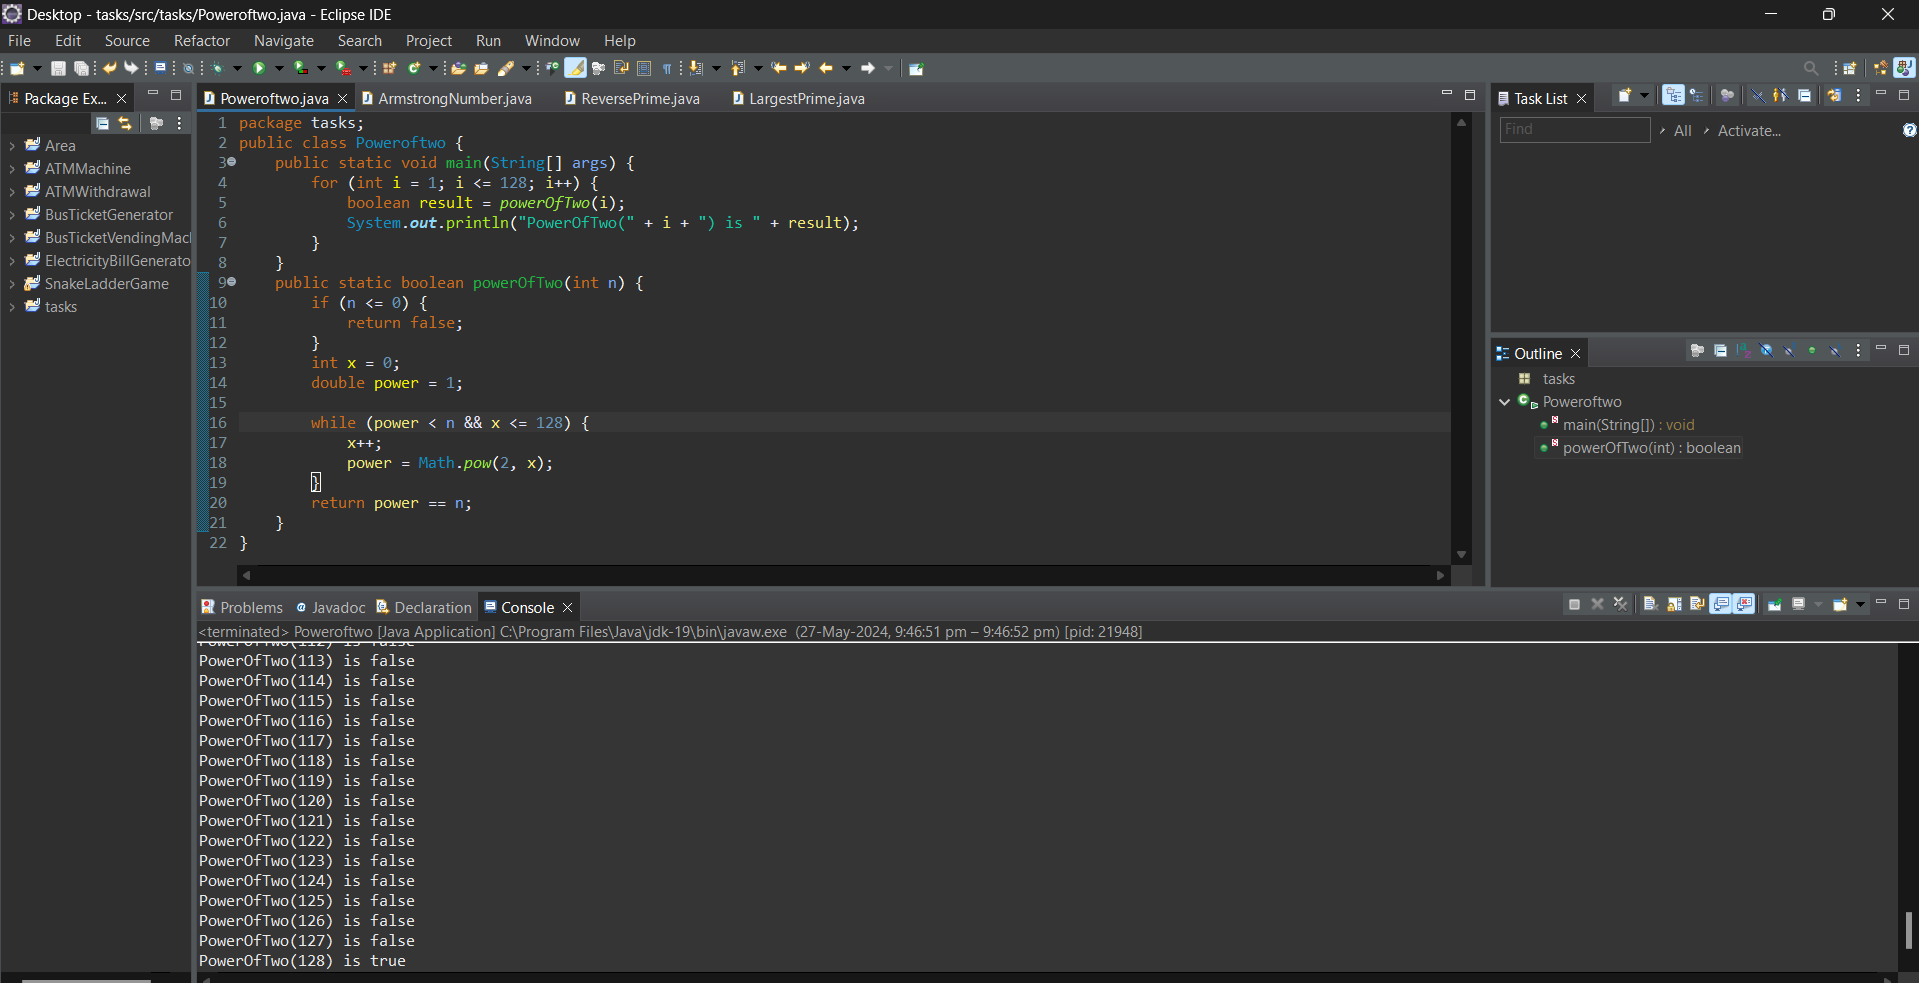 Desktop - tasks/src/tasks/Poweroftwo.java - Eclipse IDE
File Edit Source Refactor Navigate Search Project Run Window Help
Package Ex...
Area
ATMMachine
ATMWithdrawal
BusTicketGenerator
BusTicketVendingMac
ElectricityBillGenerato
SnakeLadderGame
tasks
Poweroftwo.java ArmstrongNumber.java ReversePrime.java LargestPrime.java
1 package tasks;
2 public class Poweroftwo {
3 public static void main(String[] args) {
4 for (int i = 1; i <= 128; i++) {
5 boolean result = powerOfTwo(i);
6 System.out.println("PowerOfTwo(" + i + ") is " + result);
7 }
8 }
9 public static boolean powerOfTwo(int n) {
10 if (n <= 0) {
11 return false;
12 }
13 int x = 0;
14 double power = 1;
15
16 while (power < n && x <= 128) {
17 x++;
18 power = Math.pow(2, x);
19 }
20 return power == n;
21 }
22 }
Task List
Find All Activate...
Outline
tasks
Poweroftwo
main(String[]) : void
powerOfTwo(int) : boolean
Problems Javadoc Declaration Console
<terminated> Poweroftwo [Java Application] C:\Program Files\Java\jdk-19\bin\javaw.exe (27-May-2024, 9:46:51 pm – 9:46:52 pm) [pid: 21948]
PowerOfTwo(112) is false
PowerOfTwo(113) is false
PowerOfTwo(114) is false
PowerOfTwo(115) is false
PowerOfTwo(116) is false
PowerOfTwo(117) is false
PowerOfTwo(118) is false
PowerOfTwo(119) is false
PowerOfTwo(120) is false
PowerOfTwo(121) is false
PowerOfTwo(122) is false
PowerOfTwo(123) is false
PowerOfTwo(124) is false
PowerOfTwo(125) is false
PowerOfTwo(126) is false
PowerOfTwo(127) is false
PowerOfTwo(128) is true